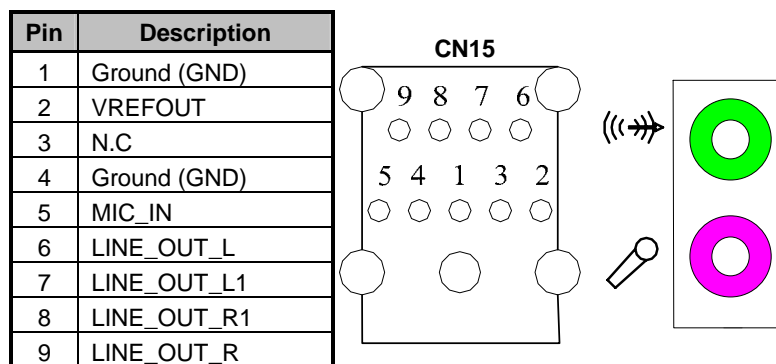 Pin Description
1 Ground (GND)
2 VREFOUT
3 N.C
4 Ground (GND)
5 MIC_IN
6 LINE_OUT_L
7 LINE_OUT_L1
8 LINE_OUT_R1
9 LINE_OUT_R
CN15
9 8 7 6
5 4 1 3 2